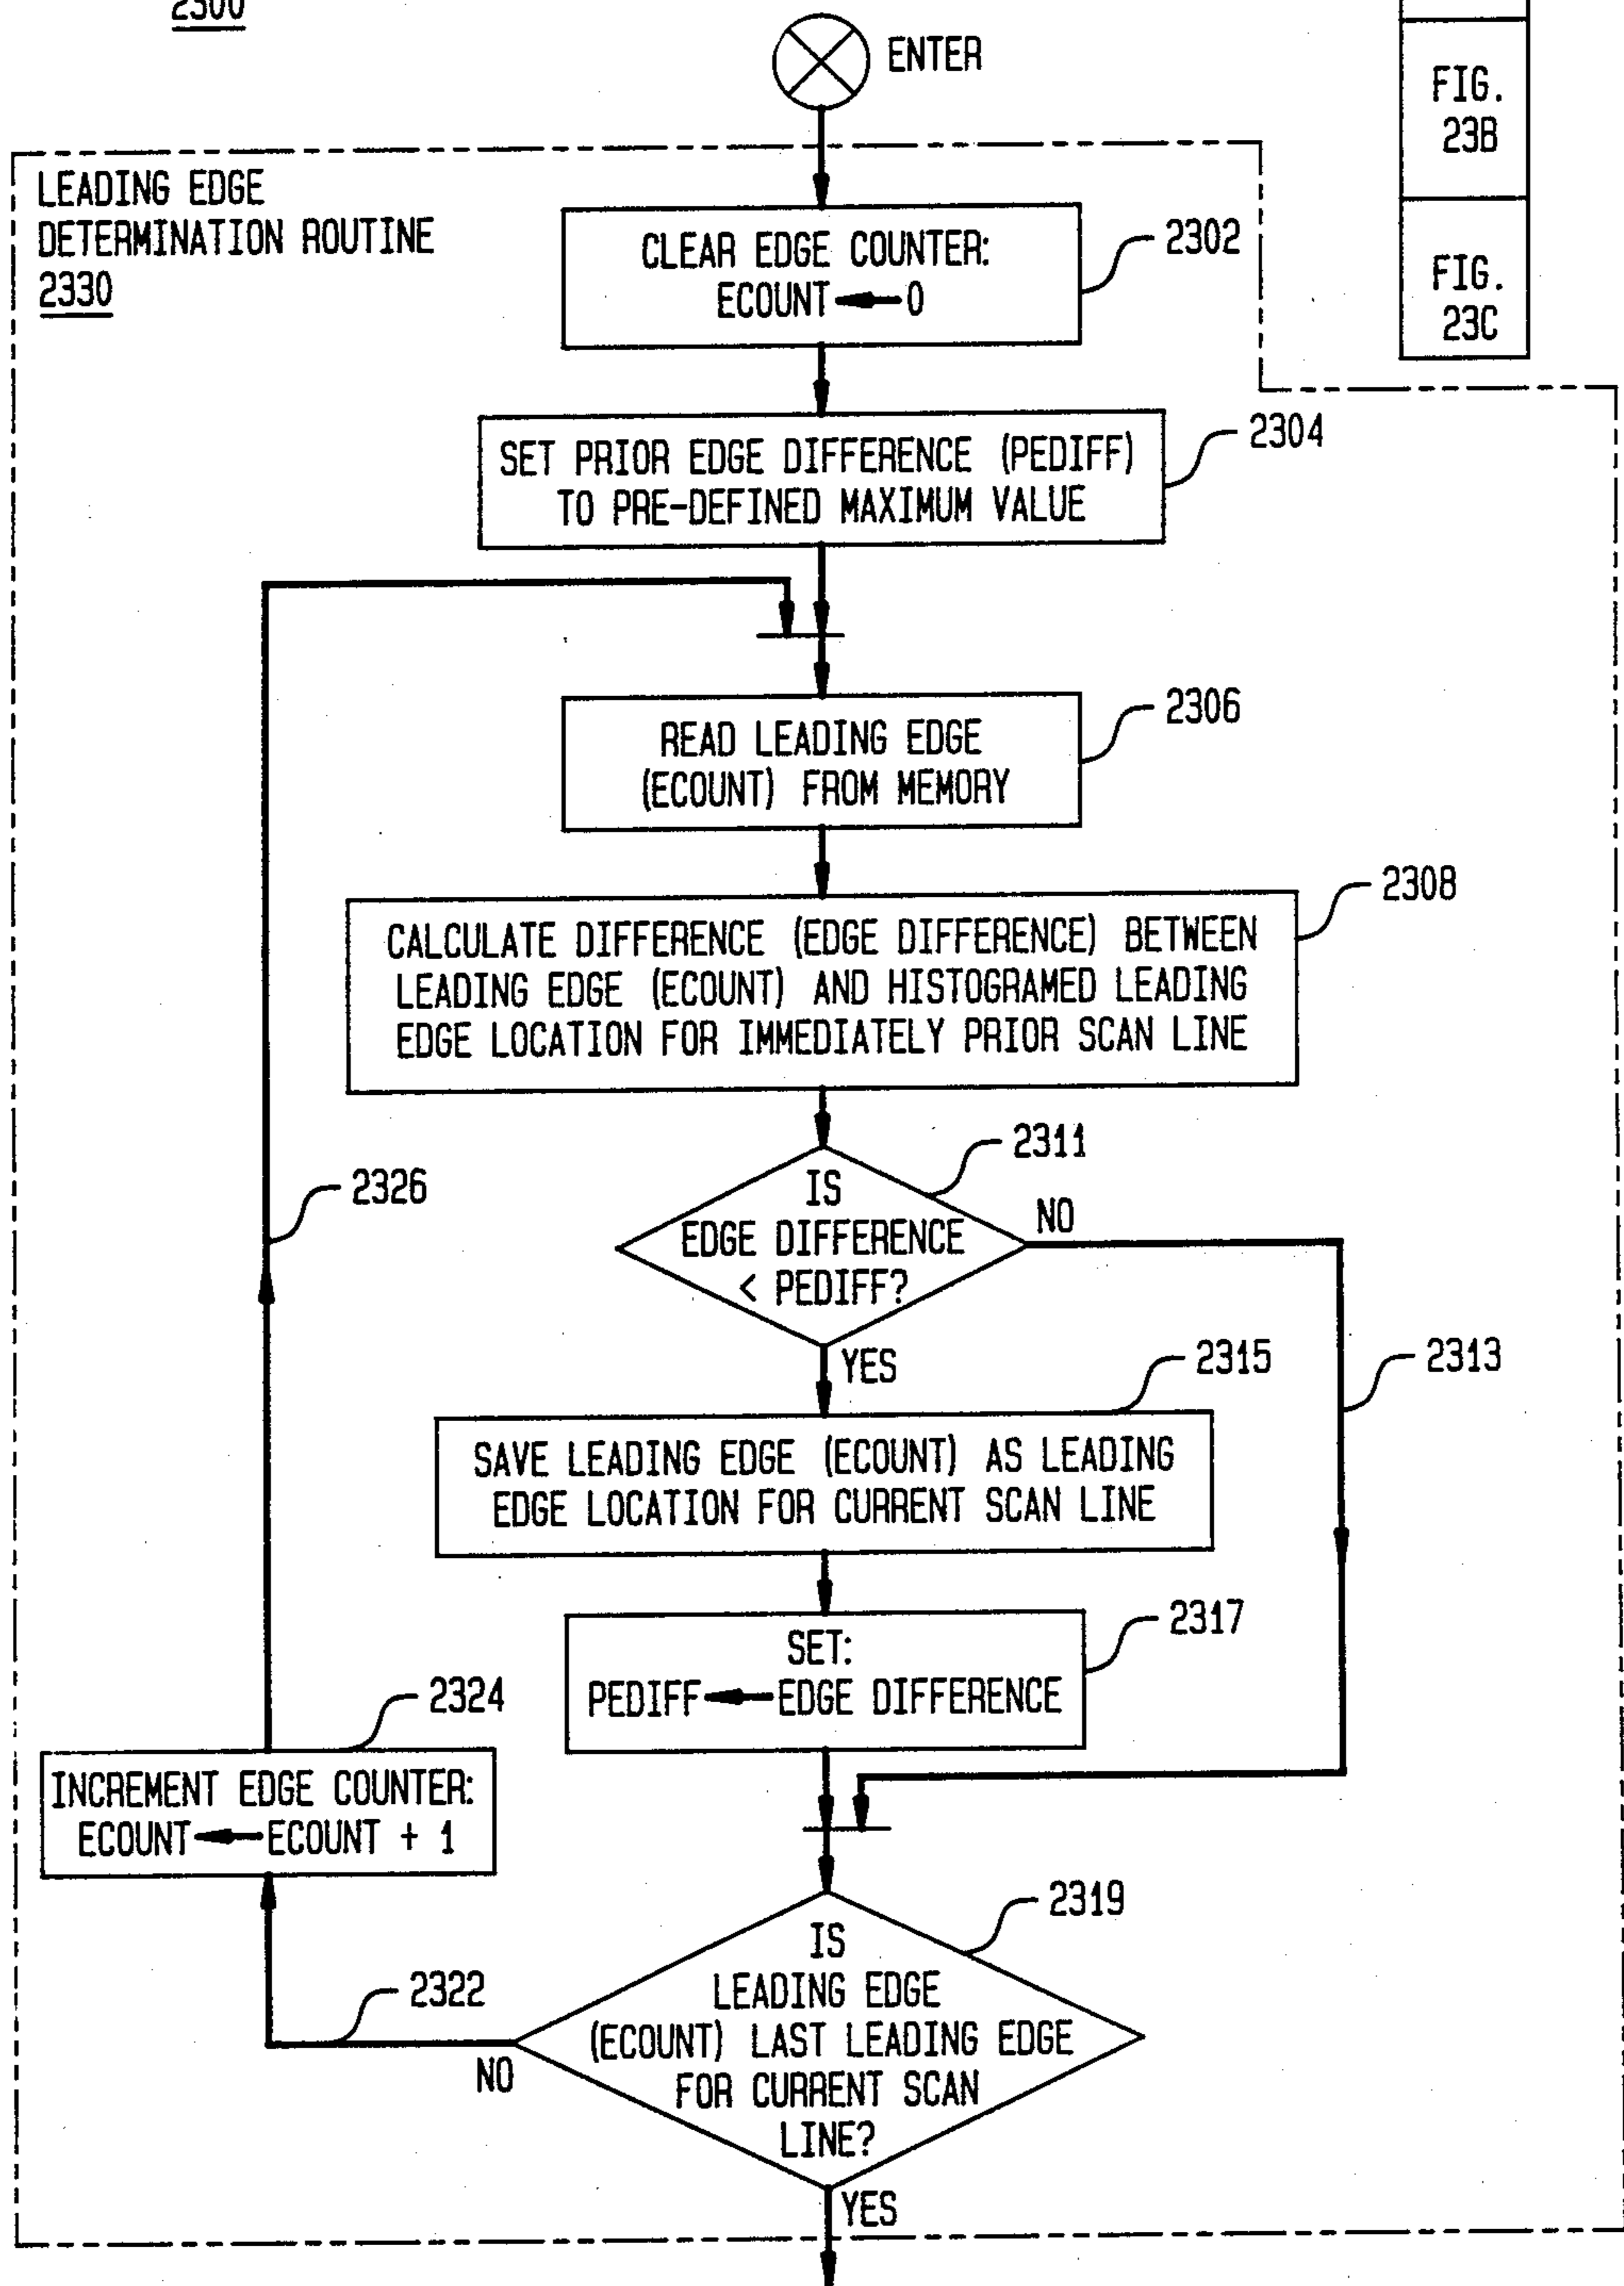 2300
ENTER
FIG.
23B
FIG.
23C
LEADING EDGE
DETERMINATION ROUTINE
2330
CLEAR EDGE COUNTER:
ECOUNT ← 0
2302
SET PRIOR EDGE DIFFERENCE (PEDIFF)
TO PRE-DEFINED MAXIMUM VALUE
2304
READ LEADING EDGE
(ECOUNT) FROM MEMORY
2306
CALCULATE DIFFERENCE (EDGE DIFFERENCE) BETWEEN
LEADING EDGE (ECOUNT) AND HISTOGRAMED LEADING
EDGE LOCATION FOR IMMEDIATELY PRIOR SCAN LINE
2308
IS
EDGE DIFFERENCE
< PEDIFF?
2311
NO
2326
YES
2313
SAVE LEADING EDGE (ECOUNT) AS LEADING
EDGE LOCATION FOR CURRENT SCAN LINE
2315
SET:
PEDIFF ← EDGE DIFFERENCE
2317
2324
INCREMENT EDGE COUNTER:
ECOUNT ← ECOUNT + 1
IS
LEADING EDGE
(ECOUNT) LAST LEADING EDGE
FOR CURRENT SCAN
LINE?
2319
2322
NO
YES